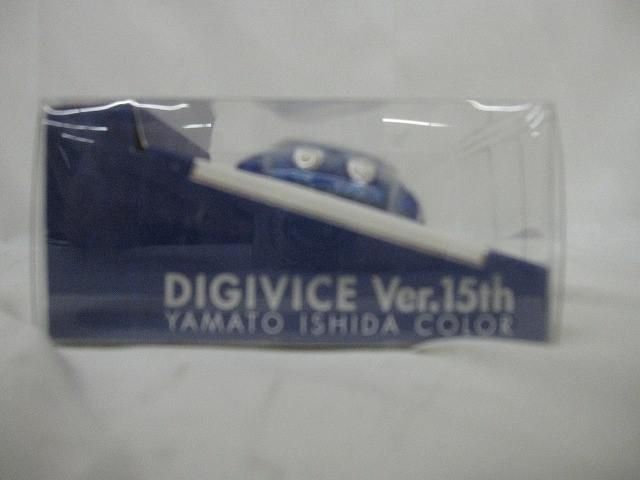 DIGIVICE Ver.15th
YAMATO ISHIDA COLOR